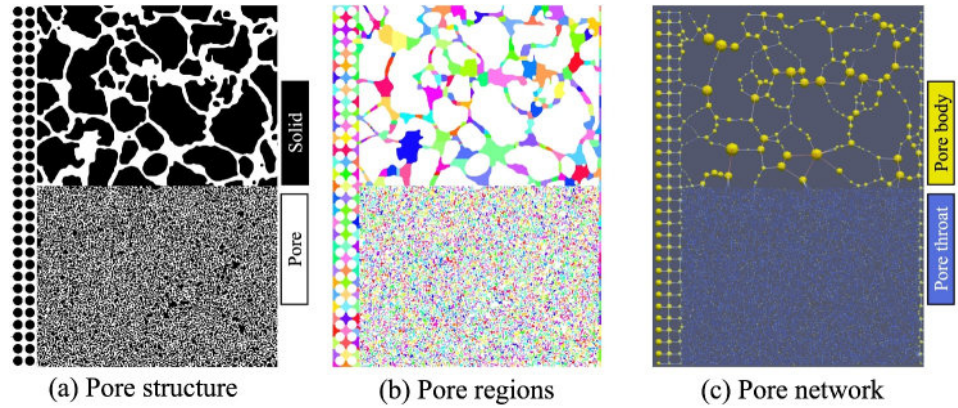 Solid
Pore
Pore body
Pore throat
(a) Pore structure
(b) Pore regions
(c) Pore network